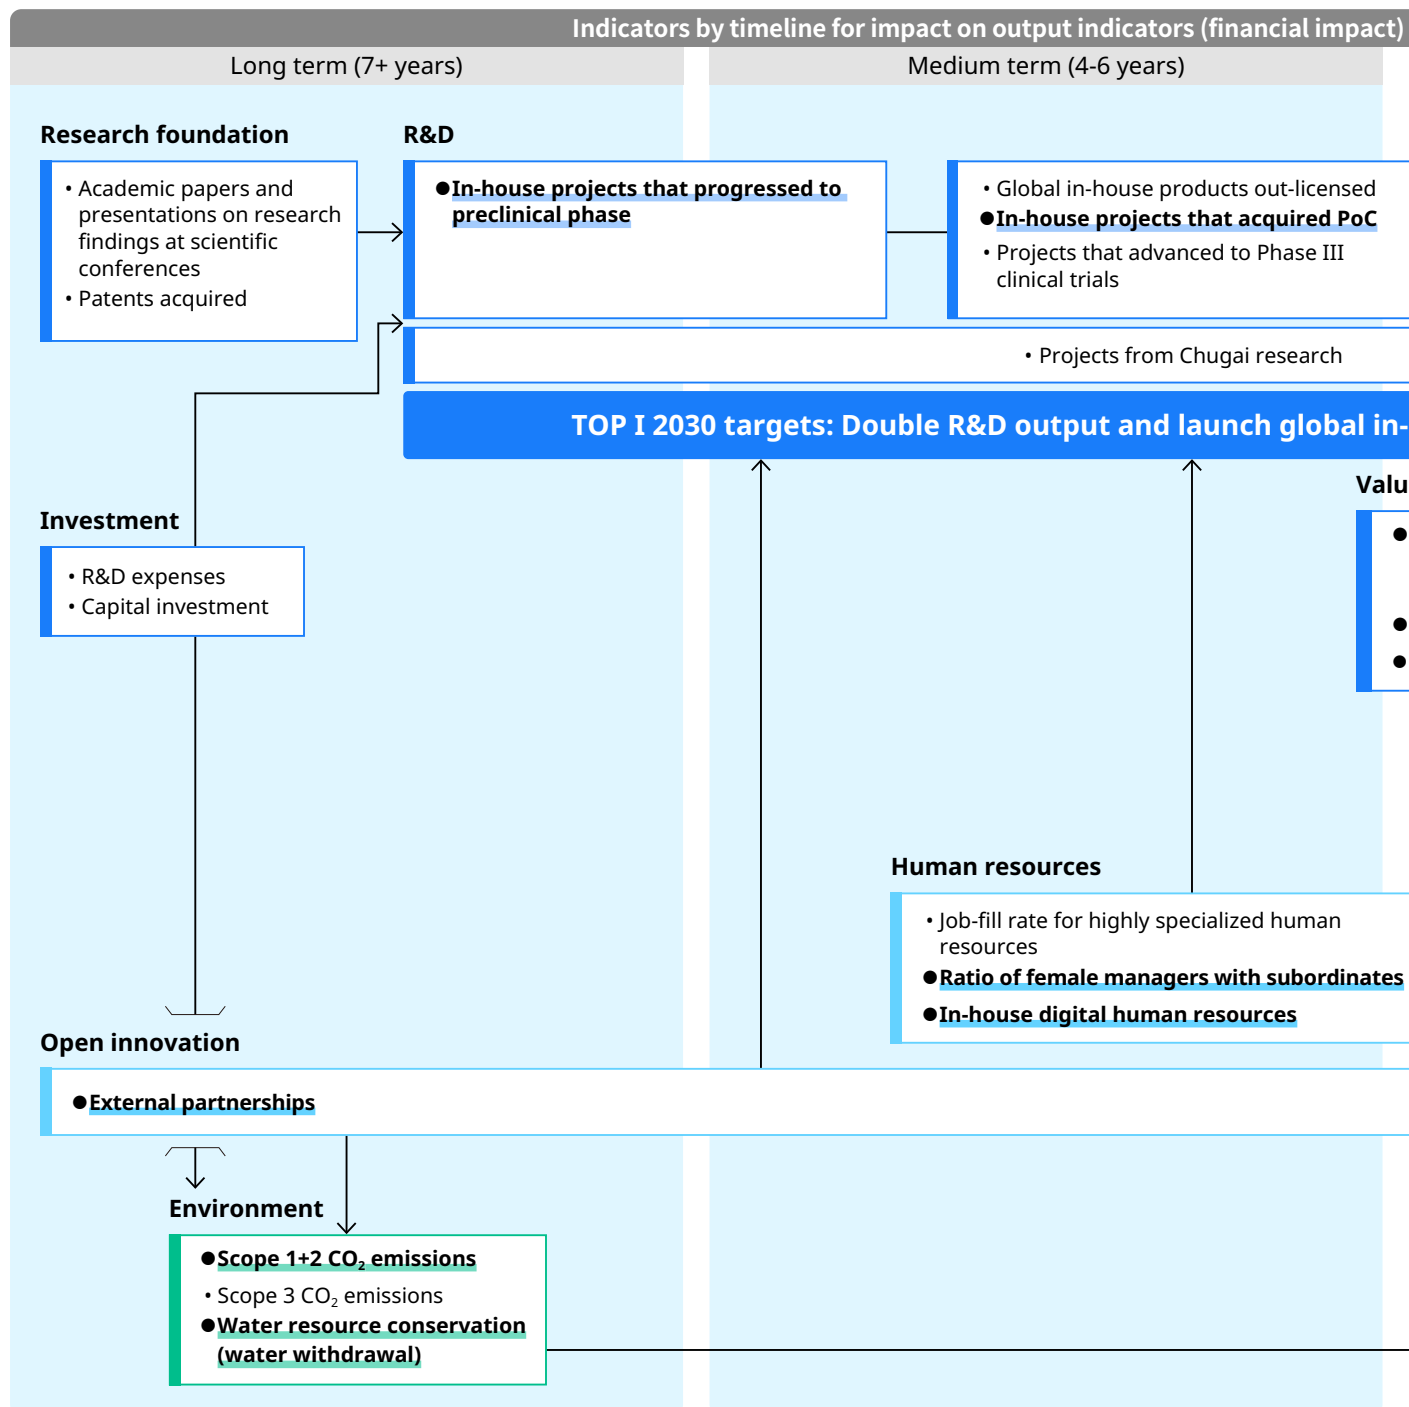 Indicators by timeline for impact on output indicators (financial impact)
Long term (7+ years)
Medium term (4-6 years)
Research foundation
• Academic papers and
presentations on research
findings at scientific
conferences
• Patents acquired
R&D
●In-house projects that progressed to
preclinical phase
• Global in-house products out-licensed
●In-house projects that acquired PoC
• Projects that advanced to Phase III
clinical trials
• Projects from Chugai research
TOP I 2030 targets: Double R&D output and launch global in-
Valu
Investment
• R&D expenses
• Capital investment
Human resources
• Job-fill rate for highly specialized human
resources
●Ratio of female managers with subordinates
●In-house digital human resources
Open innovation
●External partnerships
Environment
●Scope 1+2 CO₂ emissions
• Scope 3 CO₂ emissions
●Water resource conservation
(water withdrawal)